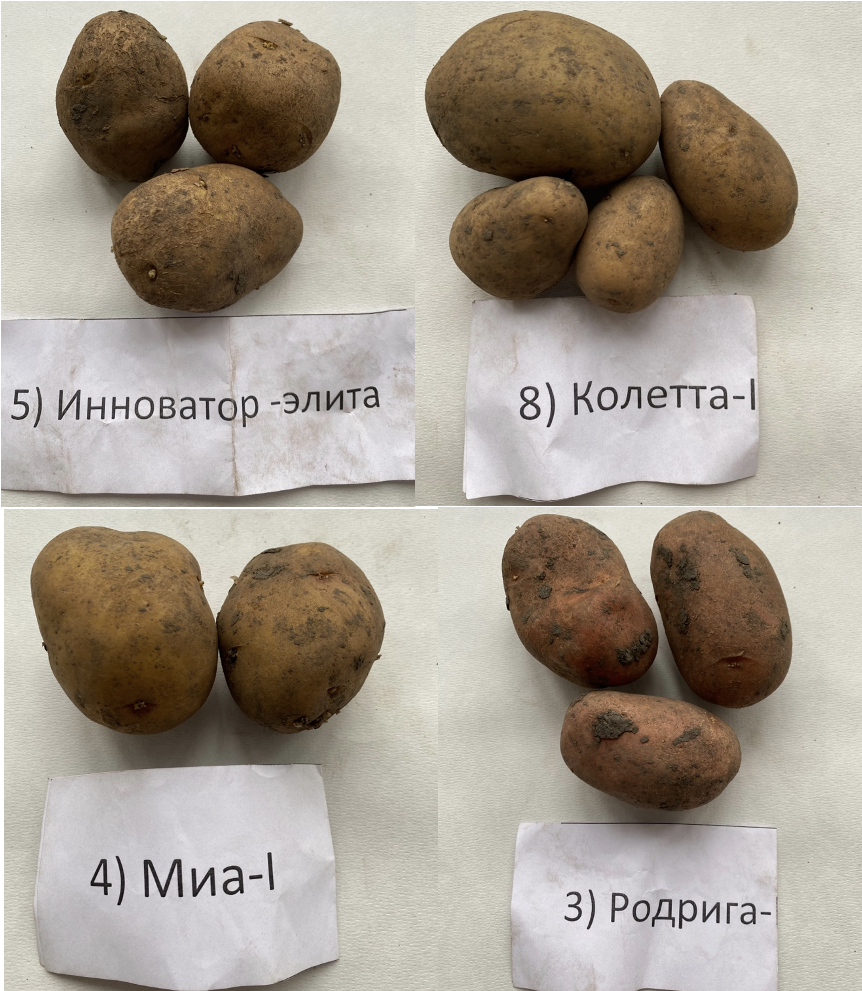 5) Инноватор -элита
8) Колетта-I
4) Миа-I
3) Родрига-